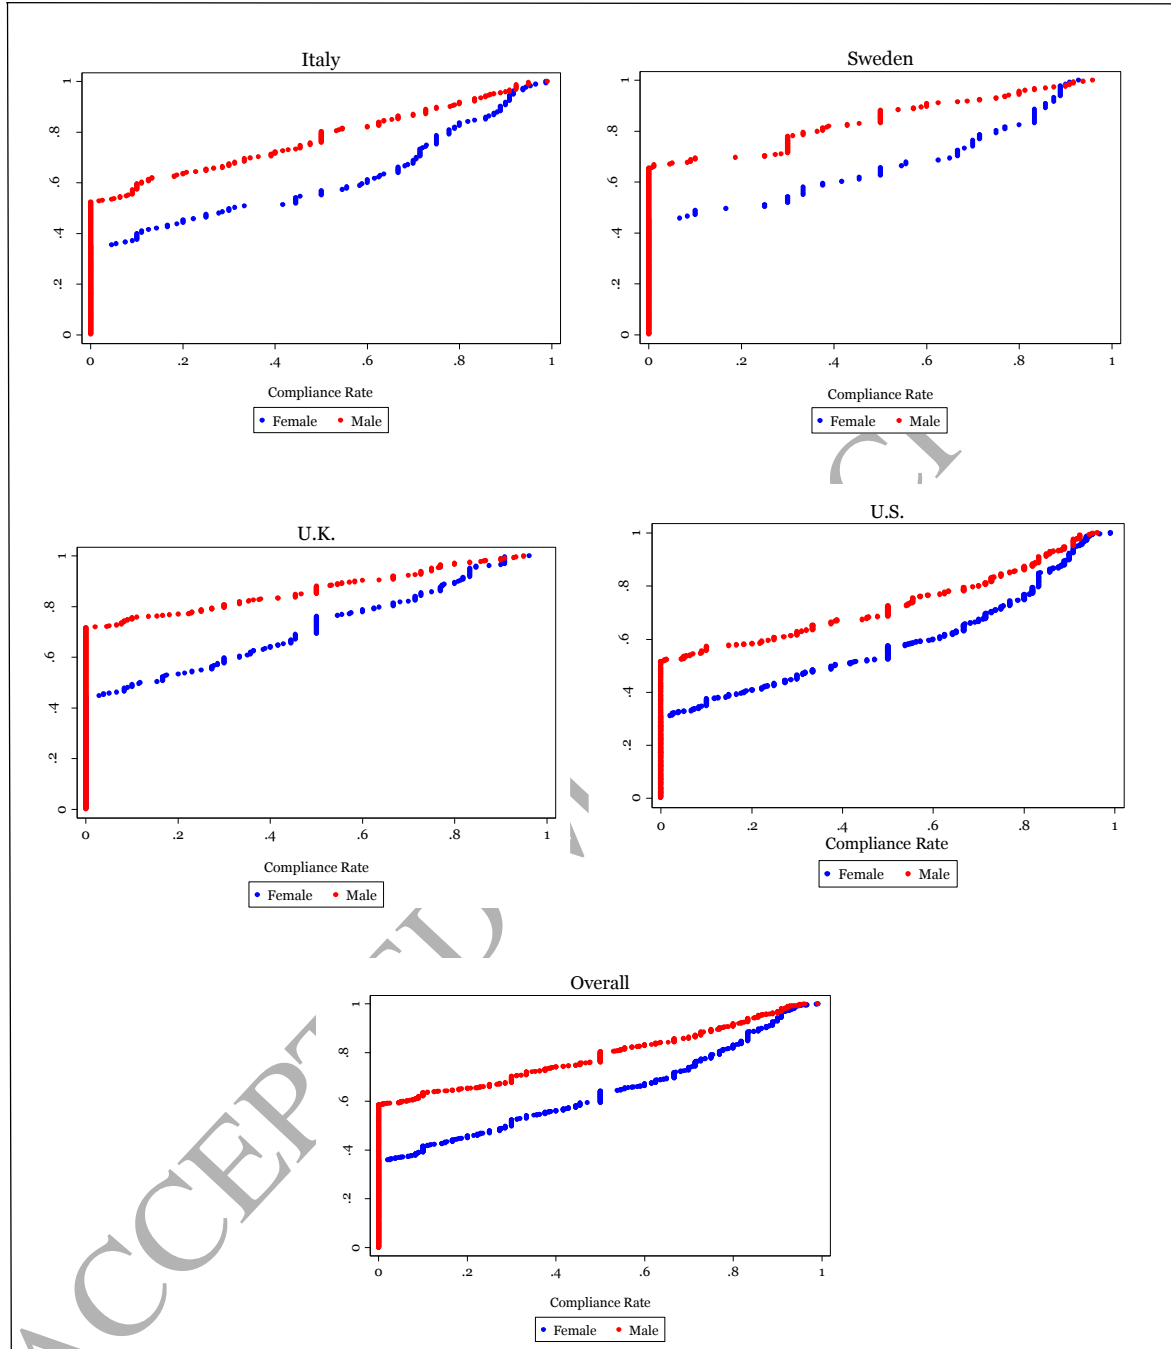 Italy
1
.8
.6
.4
.2
0
0 .2 .4 .6 .8 1
Compliance Rate
Female Male
Sweden
1
.8
.6
.4
.2
0
0 .2 .4 .6 .8 1
Compliance Rate
Female Male
U.K.
1
.8
.6
.4
.2
0
0 .2 .4 .6 .8 1
Compliance Rate
Female Male
U.S.
1
.8
.6
.4
.2
0
0 .2 .4 .6 .8 1
Compliance Rate
Female Male
Overall
1
.8
.6
.4
.2
0
0 .2 .4 .6 .8 1
Compliance Rate
Female Male